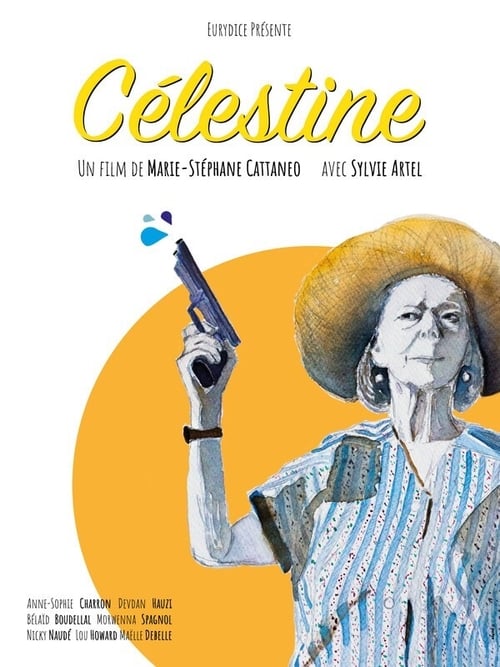 Eurydice Présente
Célestine
Un film de Marie-Stéphane Cattaneo avec Sylvie Artel
Anne-Sophie Charron Devdan Hauzi
Bélaïd Boudellal Morwenna Spagnol
Nicky Naudé Lou Howard Maëlle Debelle